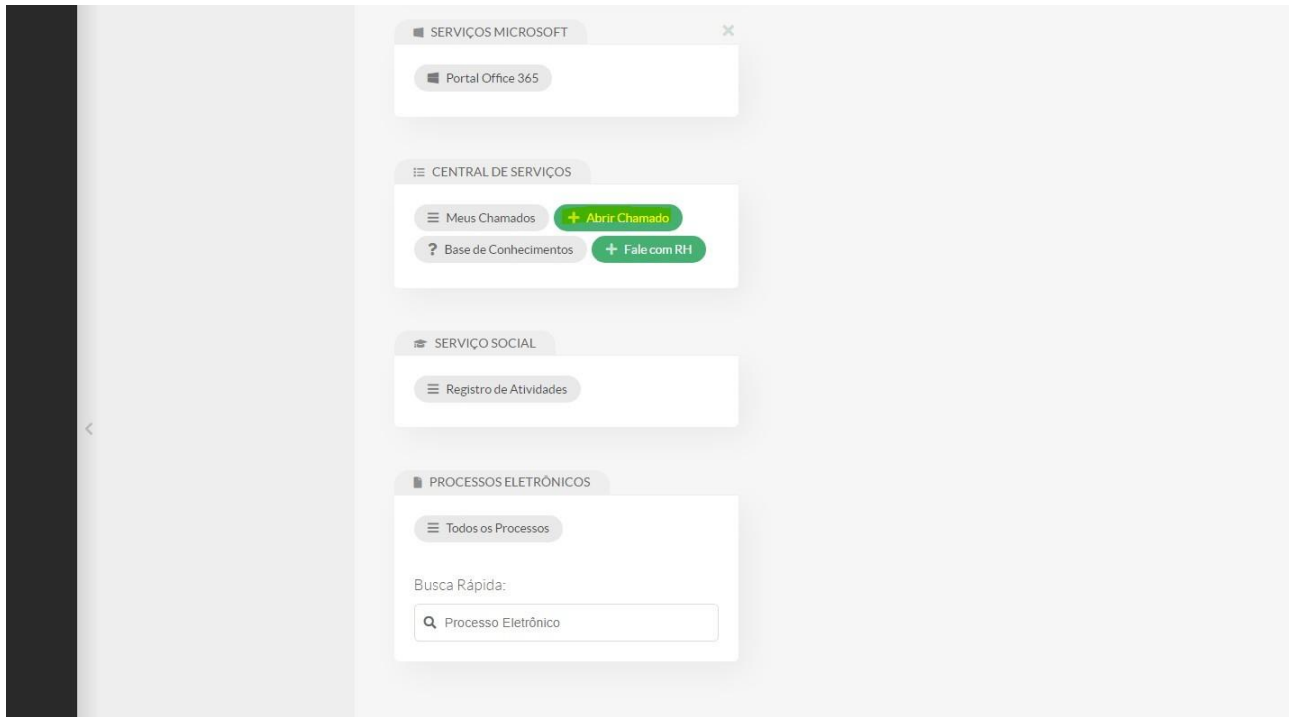 SERVIÇOS MICROSOFT
Portal Office 365
CENTRAL DE SERVIÇOS
Meus Chamados Abrir Chamado
? Base de Conhecimentos Fale com RH
SERVIÇO SOCIAL
Registro de Atividades
PROCESSOS ELETRÔNICOS
Todos os Processos
Busca Rápida:
Processo Eletrônico